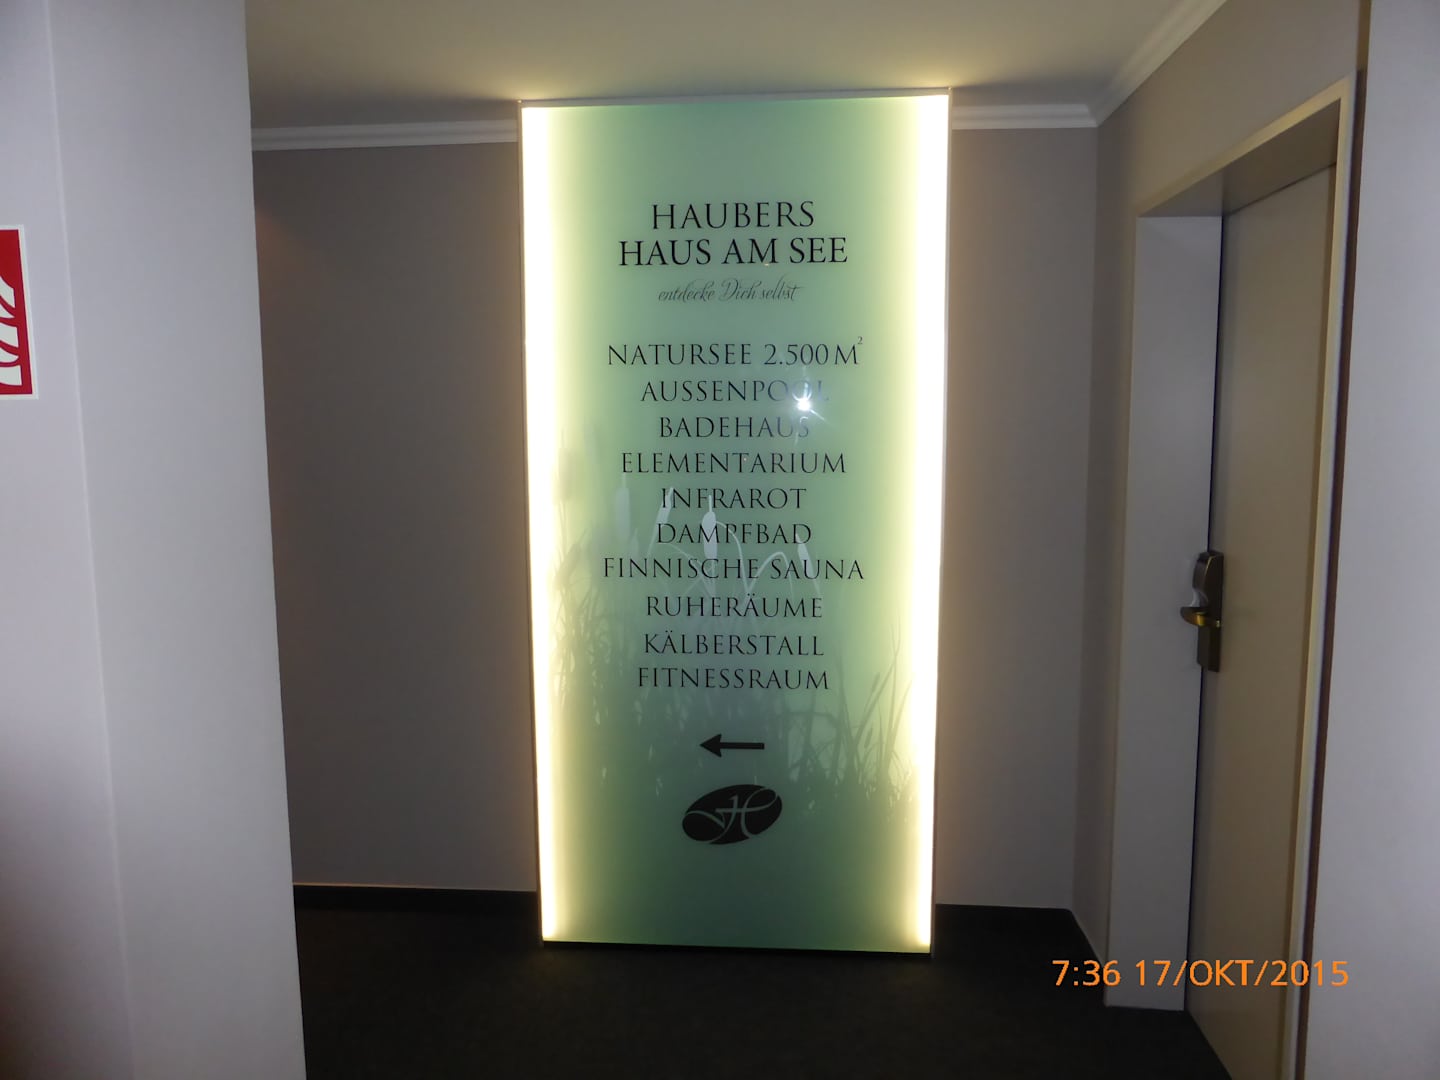 HAUBERS
HAUS AM SEE
entdecke Dich selbst
NATURSEE 2.500 M²
AUSSENPOOL
BADEHAUS
ELEMENTARIUM
INFRAROT
DAMPFBAD
FINNISCHE SAUNA
RUHERÄUME
KÄLBERSTALL
FITNESSRAUM
H
7:36 17/OKT/2015